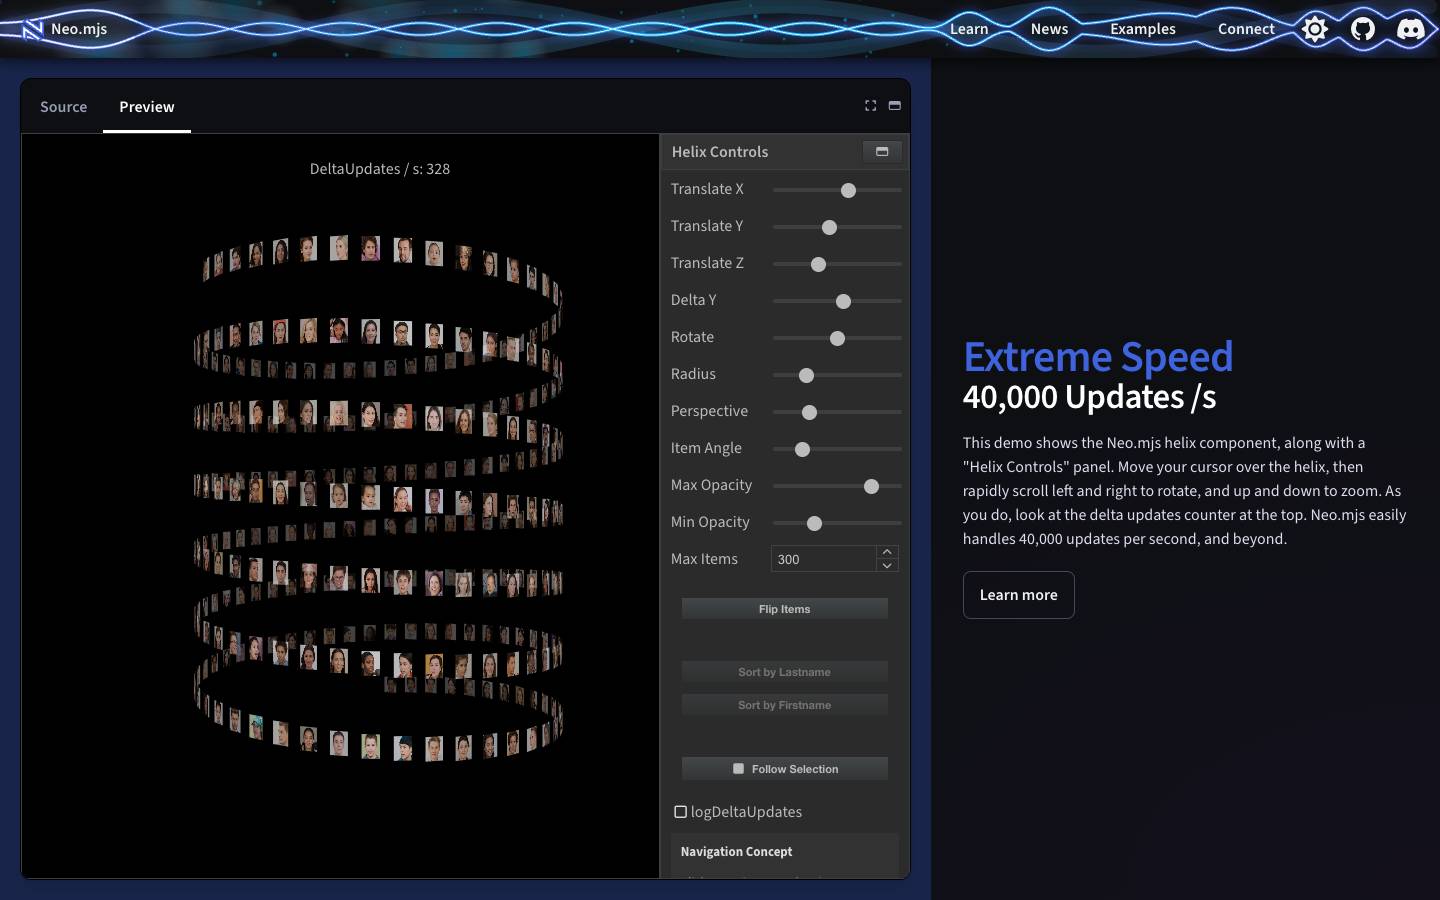 Neo.mjs
Learn
News
Examples
Connect
Source
Preview
DeltaUpdates / s: 328
Helix Controls
Translate X
Translate Y
Translate Z
Delta Y
Rotate
Radius
Perspective
Item Angle
Max Opacity
Min Opacity
Max Items
300
Flip Items
Sort by Lastname
Sort by Firstname
Follow Selection
logDeltaUpdates
Navigation Concept
Extreme Speed
40,000 Updates /s
This demo shows the Neo.mjs helix component, along with a
"Helix Controls" panel. Move your cursor over the helix, then
rapidly scroll left and right to rotate, and up and down to zoom. As
you do, look at the delta updates counter at the top. Neo.mjs easily
handles 40,000 updates per second, and beyond.
Learn more